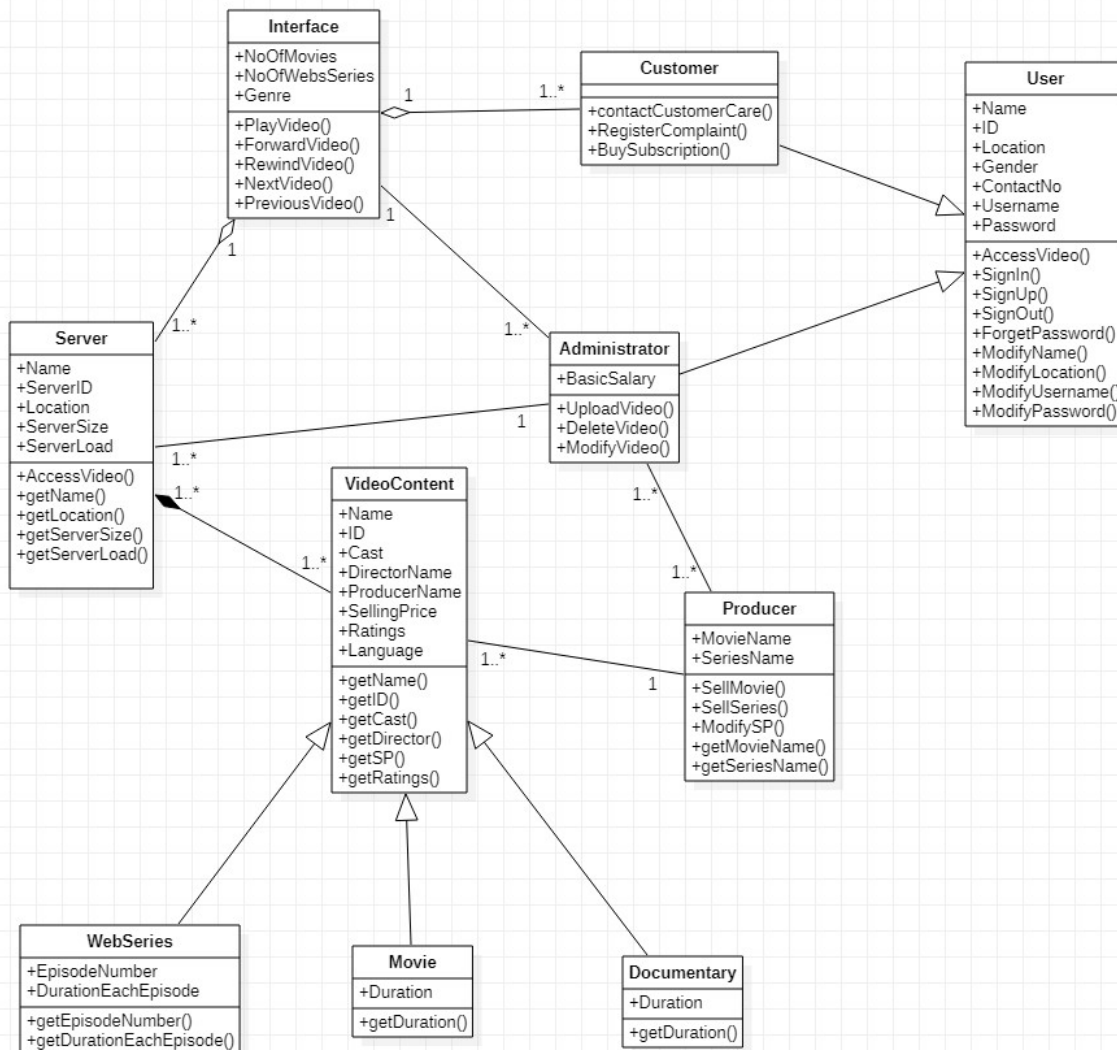 Interface
+NoOfMovies
+NoOfWebsSeries
+Genre
+PlayVideo()
+ForwardVideo()
+RewindVideo()
+NextVideo()
+PreviousVideo()
1
1..*
Customer
+contactCustomerCare()
+RegisterComplaint()
+BuySubscription()
User
+Name
+ID
+Location
+Gender
+ContactNo
+Username
+Password
+AccessVideo()
+SignIn()
+SignUp()
+SignOut()
+ForgetPassword()
+ModifyName()
+ModifyLocation()
+ModifyUsername()
+ModifyPassword()
1
1
1..*
1..*
Server
+Name
+ServerID
+Location
+ServerSize
+ServerLoad
+AccessVideo()
+getName()
+getLocation()
+getServerSize()
+getServerLoad()
Administrator
+BasicSalary
+UploadVideo()
+DeleteVideo()
+ModifyVideo()
1
1..*
1..*
1..*
VideoContent
+Name
+ID
+Cast
+DirectorName
+ProducerName
+SellingPrice
+Ratings
+Language
+getName()
+getID()
+getCast()
+getDirector()
+getSP()
+getRatings()
1..*
1..*
Producer
+MovieName
+SeriesName
+SellMovie()
+SellSeries()
+ModifySP()
+getMovieName()
+getSeriesName()
1..*
1
WebSeries
+EpisodeNumber
+DurationEachEpisode
+getEpisodeNumber()
+getDurationEachEpisode()
Movie
+Duration
+getDuration()
Documentary
+Duration
+getDuration()